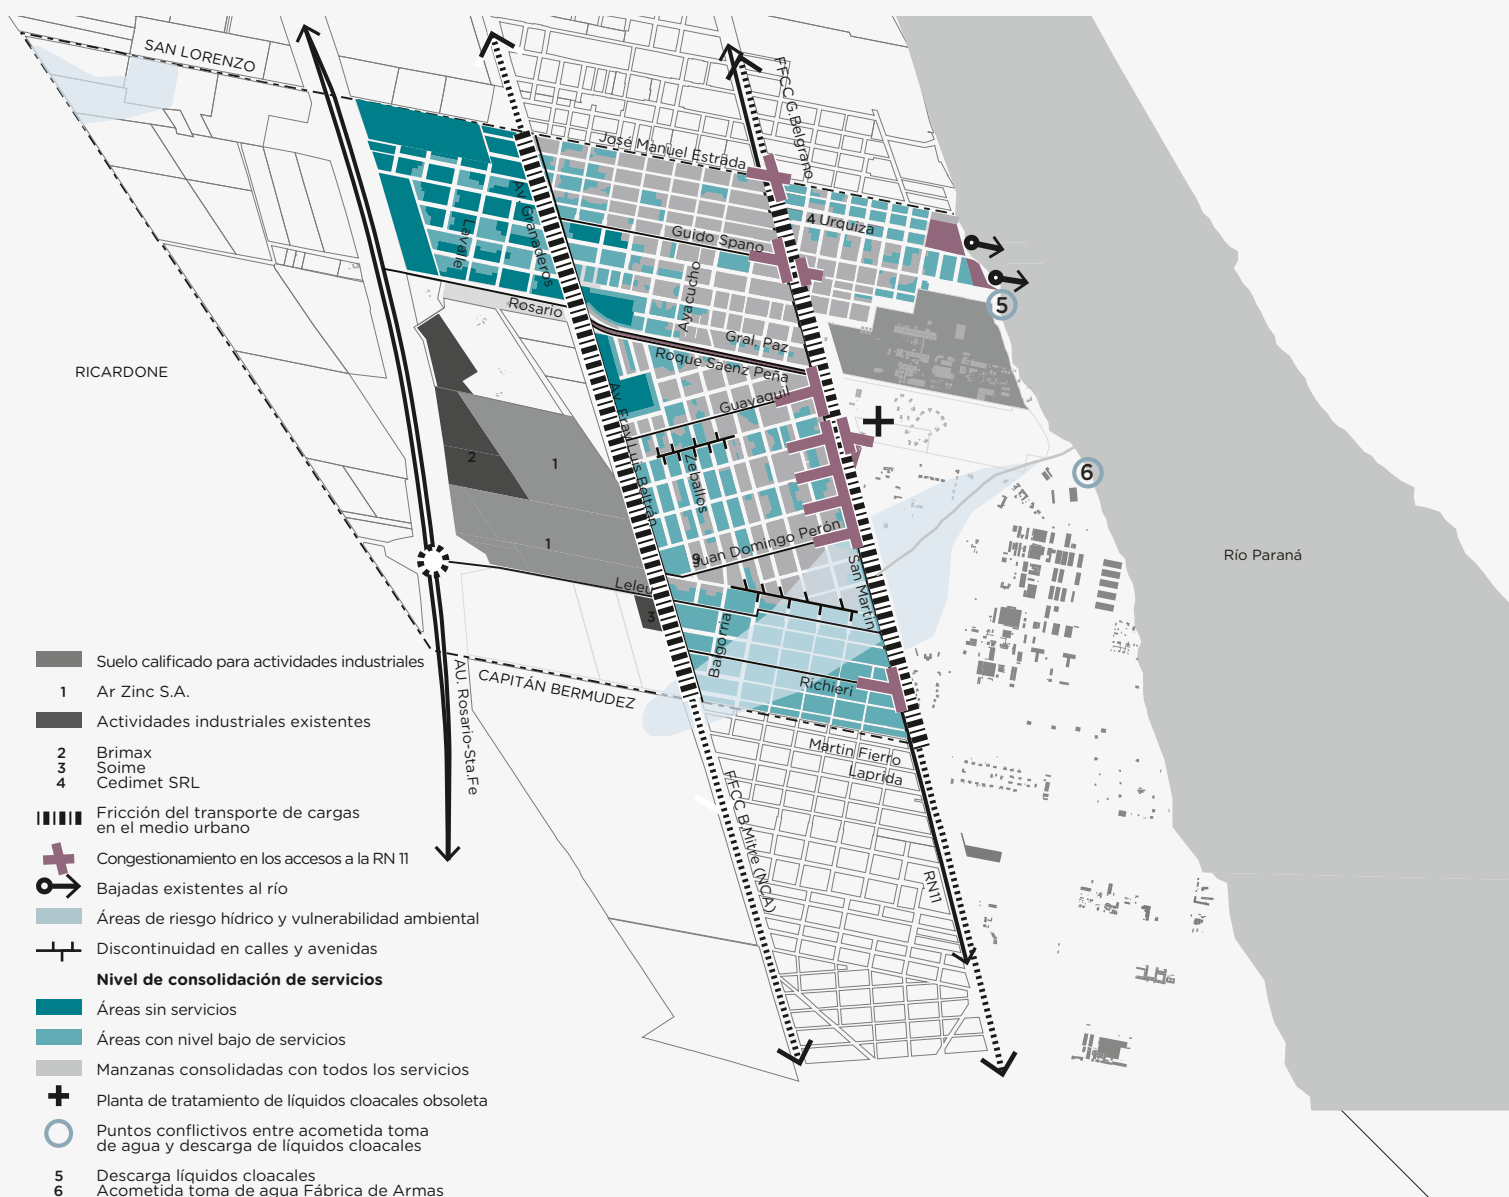 SAN LORENZO
FFCC G.Belgrano
José Manuel Estrada
Av. Granaderos
Lavalle
4 Urquiza
Guido Spano
Ayacucho
Rosario
5
Gral. Paz
Roque Saenz Peña
RICARDONE
Guayaquil
Av. Fray Luis Beltrán
Zeballos
2
1
6
1
9
Juan Domingo Perón
San Martín
Río Paraná
Leleu
3
Baigorria
Richieri
CAPITÁN BERMUDEZ
AU. Rosario-Sta.Fe
Martin Fierro
Laprida
FFCC B.Mitre (NCA)
RN11
Suelo calificado para actividades industriales
1 Ar Zinc S.A.
Actividades industriales existentes
2 Brimax
3 Soime
4 Cedimet SRL
Fricción del transporte de cargas
en el medio urbano
Congestionamiento en los accesos a la RN 11
Bajadas existentes al río
Áreas de riesgo hídrico y vulnerabilidad ambiental
Discontinuidad en calles y avenidas
Nivel de consolidación de servicios
Áreas sin servicios
Áreas con nivel bajo de servicios
Manzanas consolidadas con todos los servicios
Planta de tratamiento de líquidos cloacales obsoleta
Puntos conflictivos entre acometida toma
de agua y descarga de líquidos cloacales
5 Descarga líquidos cloacales
6 Acometida toma de agua Fábrica de Armas